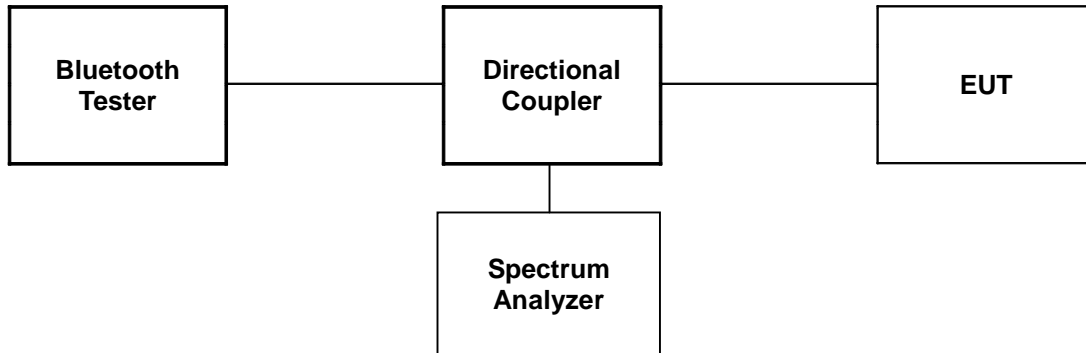 Bluetooth
Tester
Directional
Coupler
EUT
Spectrum
Analyzer